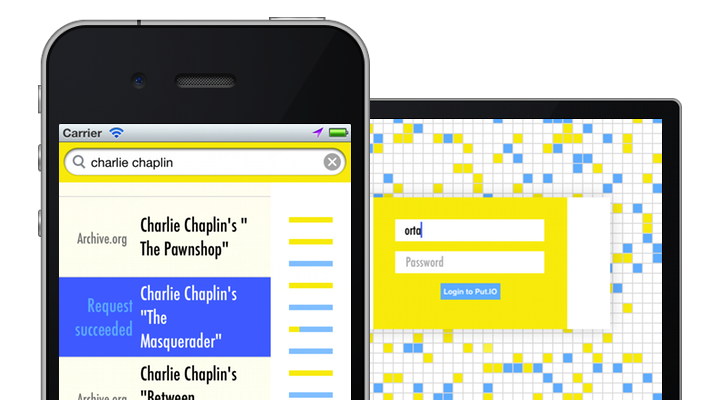 Carrier
charlie chaplin
Archive.org
Charlie Chaplin's "
The Pawnshop"
Request
succeeded
Charlie Chaplin's
"The
Masquerader"
Archive.org
Charlie Chaplin's
"Between
orta
Password
Login to Put.IO